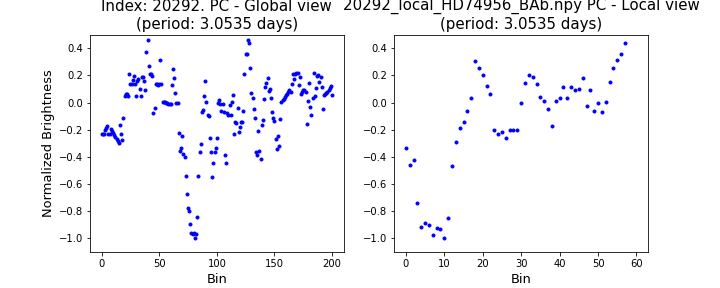 Index: 20292. PC - Global view
(period: 3.0535 days)
20292_local_HD74956_BAb.npy PC - Local view
(period: 3.0535 days)
Normalized Brightness
0.4
0.2
0.0
−0.2
−0.4
−0.6
−0.8
−1.0
0 50 100 150 200
Bin
0.4
0.2
0.0
−0.2
−0.4
−0.6
−0.8
−1.0
0 10 20 30 40 50 60
Bin